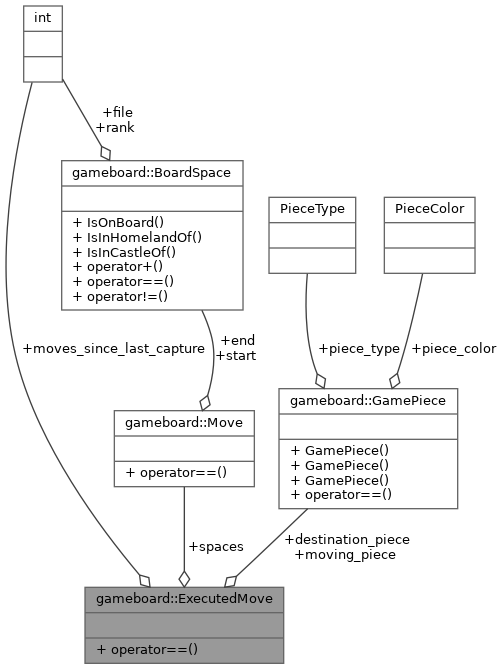 int
+file
+rank
gameboard::BoardSpace
+ IsOnBoard()
+ IsInHomelandOf()
+ IsInCastleOf()
+ operator+()
+ operator==()
+ operator!=()
PieceType
PieceColor
+moves_since_last_capture
+end
+start
+piece_type
+piece_color
gameboard::Move
+ operator==()
gameboard::GamePiece
+ GamePiece()
+ GamePiece()
+ GamePiece()
+ operator==()
+spaces
+destination_piece
+moving_piece
gameboard::ExecutedMove
+ operator==()